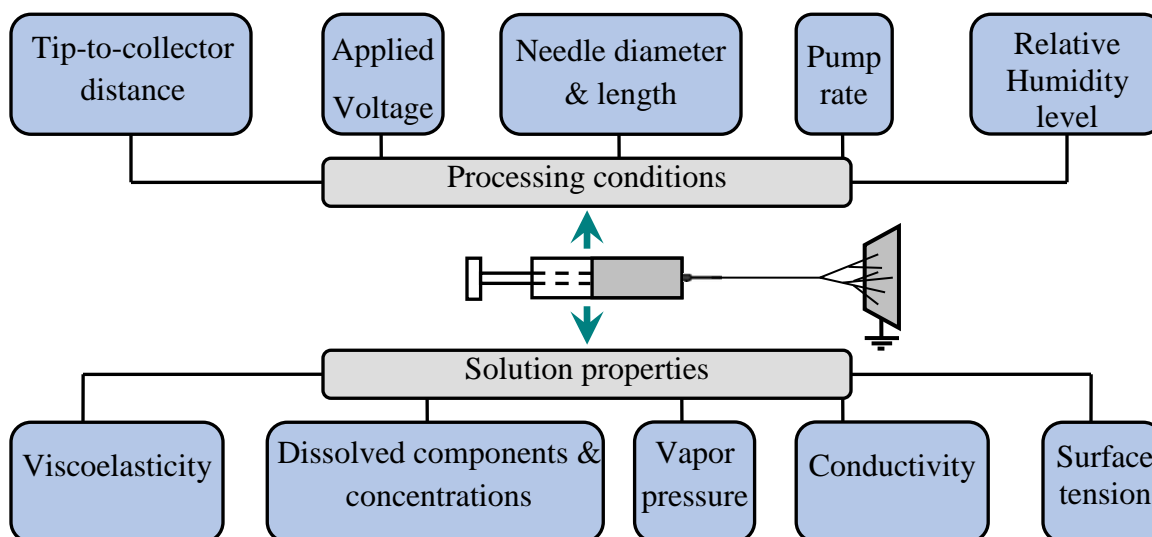 Tip-to-collector
distance
Applied
Voltage
Needle diameter
& length
Pump
rate
Relative
Humidity
level
Processing conditions
Solution properties
Viscoelasticity
Dissolved components &
concentrations
Vapor
pressure
Conductivity
Surface
tension